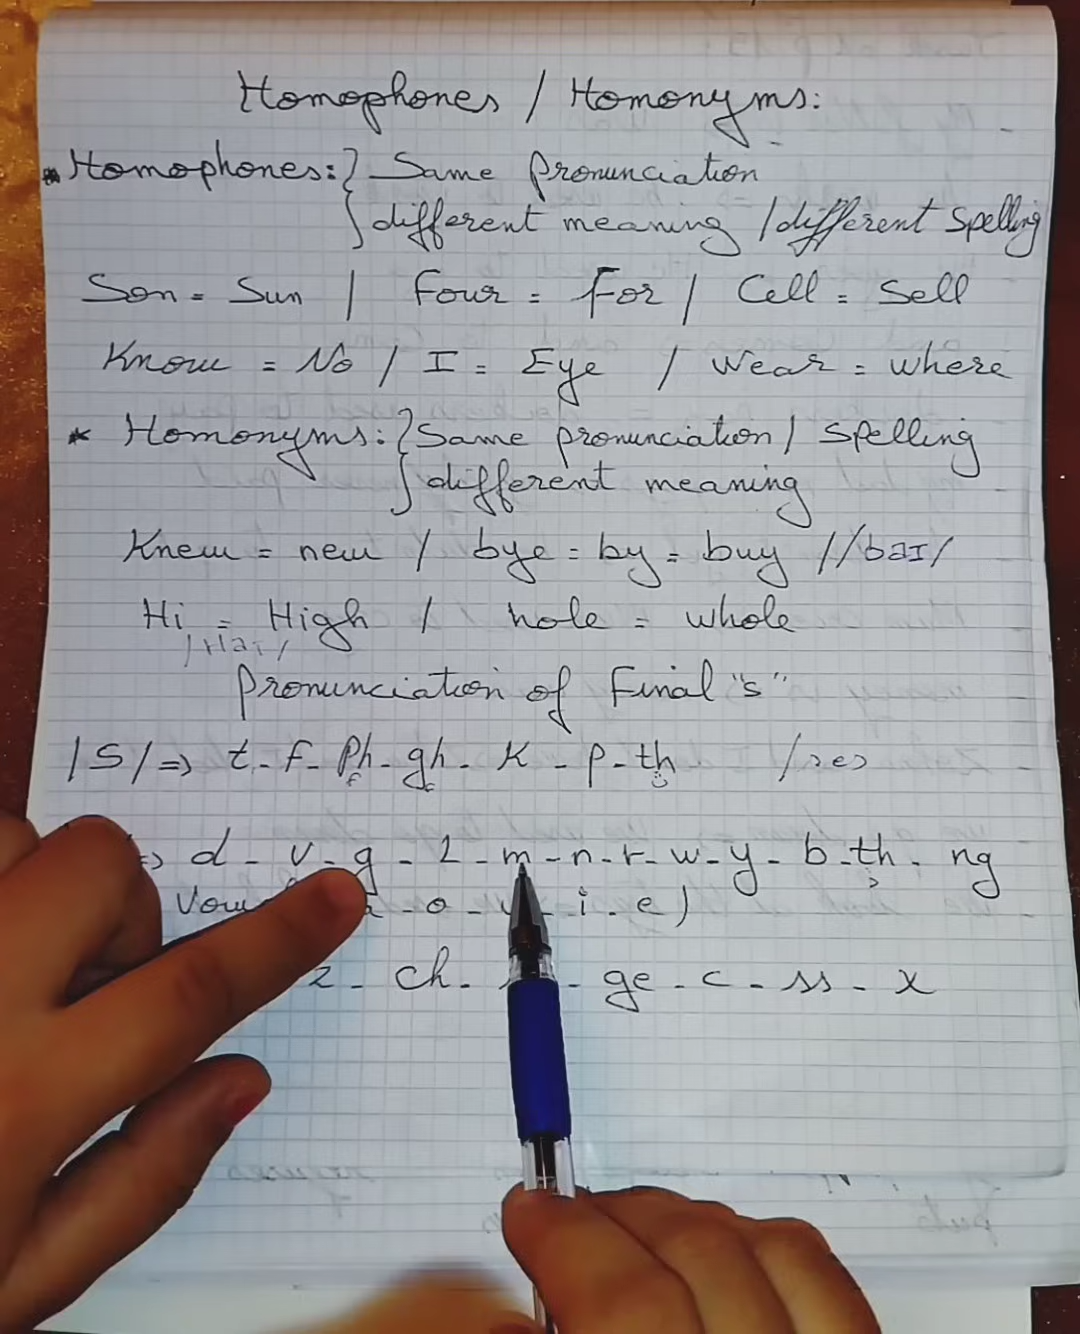 Homophones / Homonyms:
* Homophones: } Same pronunciation
{ different meaning / different spelling
Son = Sun | Four = For / Cell = Sell
Know = No / I = Eye / Wear = where
* Homonyms: } Same pronunciation / spelling
} different meaning
Knew = new / bye = by = buy //baɪ/
Hi = High / hole = whole
/Haɪ/
pronunciation of Final "s"
/S/ => t - f - ph - gh - K - p - th
f f
=> d - v - g - l - m - n - r - w - y - b - th - ng
- o - - i - e)
z - ch - - ge - c - ss - x